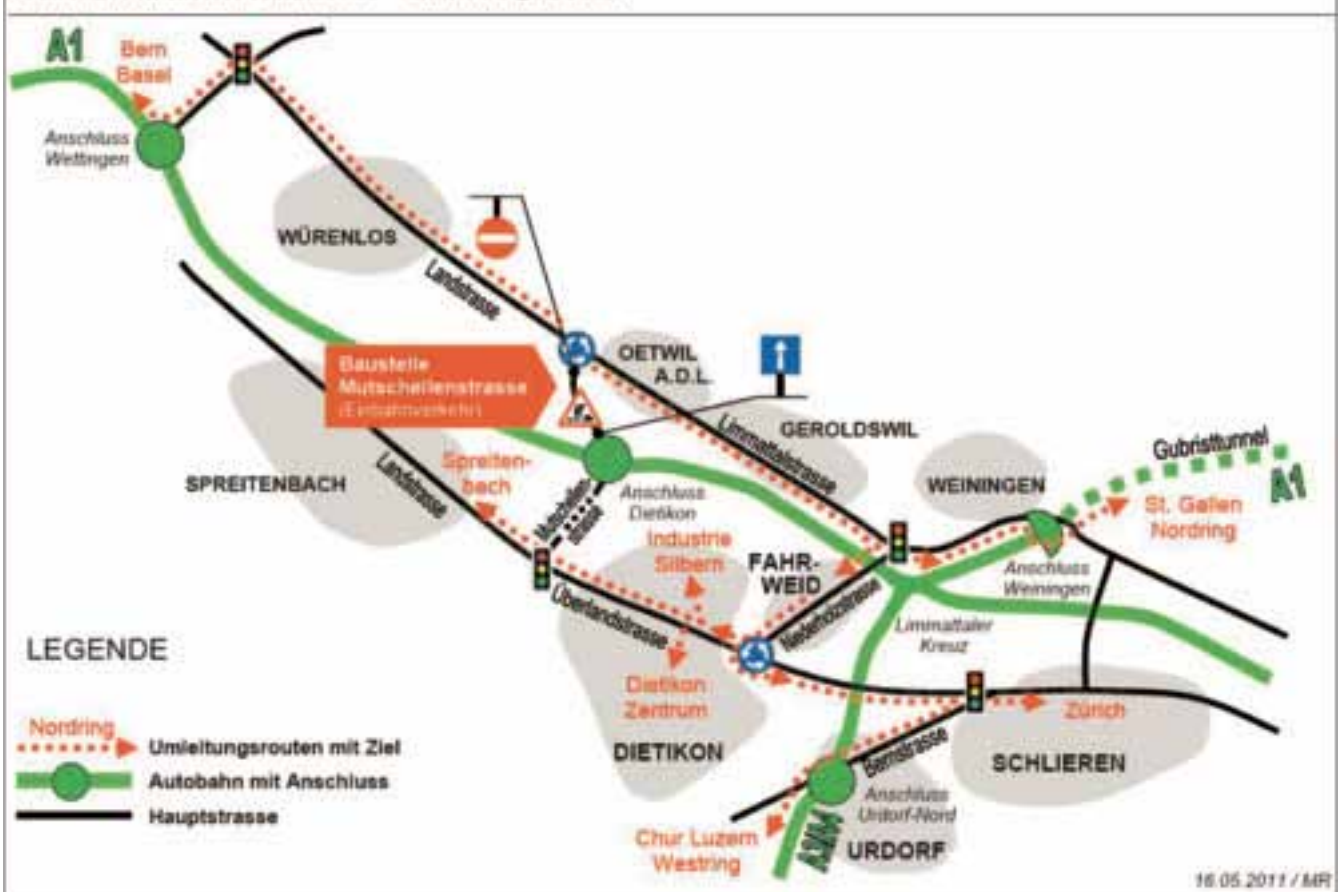 A1
Bern
Basel
Anschluss
Wettingen
WÜRENLOS
Landstrasse
Baustelle
Mutschellenstrasse
(Einbahnverkehr)
OETWIL
A.D.L.
GEROLDSWIL
Limmattalstrasse
WEININGEN
Gubristtunnel
A1
St. Gallen
Nordring
SPREITENBACH
Landstrasse
Spreiten-
bach
Mutschellen-
strasse
Anschluss
Dietikon
Industrie
Silbern
FAHR-
WEID
Niederholzstrasse
Anschluss
Weiningen
Limmattaler
Kreuz
Überlandstrasse
Dietikon
Zentrum
DIETIKON
Zürich
SCHLIEREN
Bernstrasse
Anschluss
Urdorf-Nord
URDORF
Chur Luzern
Westring
LEGENDE
Nordring
Umleitungsrouten mit Ziel
Autobahn mit Anschluss
Hauptstrasse
16.05.2011 / MR